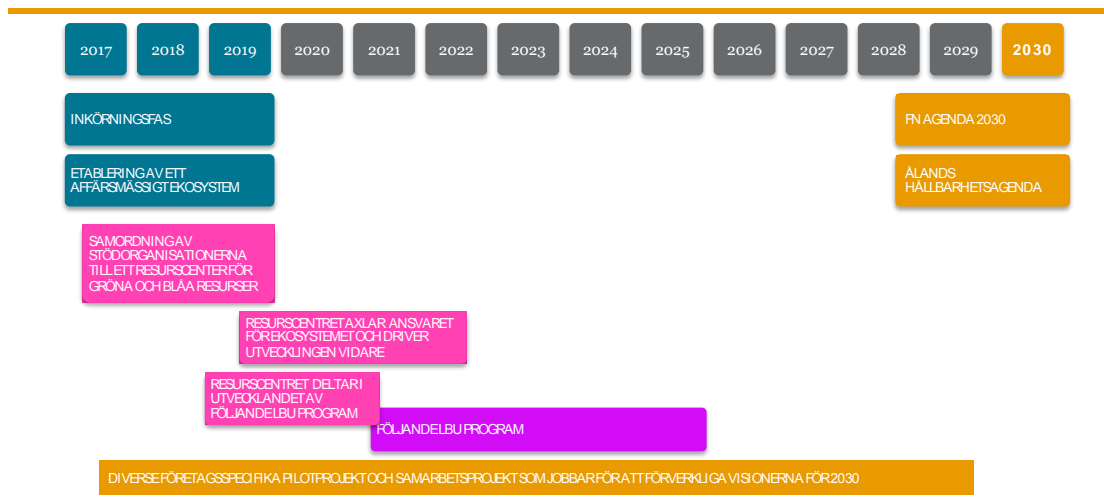 2017 2018 2019 2020 2021 2022 2023 2024 2025 2026 2027 2028 2029 2030
INKÖRNINGSFAS
FN AGENDA 2030
ETABLERING AV ETT
AFFÄRSMÄSSIGT EKOSYSTEM
ÅLANDS
HÅLLBARHETSAGENDA
SAMORDNING AV
STÖDORGANISATIONERNA
TILL ETT RESURSCENTER FÖR
GRÖNA OCH BLÅA RESURSER
RESURSCENTRET AXLAR ANSVARET
FÖR EKOSYSTEMET OCH DRIVER
UTVECKLINGEN VIDARE
RESURSCENTRET DELTAR I
UTVECKLANDET AV
FÖLJANDE LBU PROGRAM
FÖLJANDE LBU PROGRAM
DIVERSE FÖRETAGSSPECIFIKA PILOTPROJEKT OCH SAMARBETSPROJEKT SOM JOBBAR FÖR ATT FÖRVERKLIGA VISIONERNA FÖR 2030